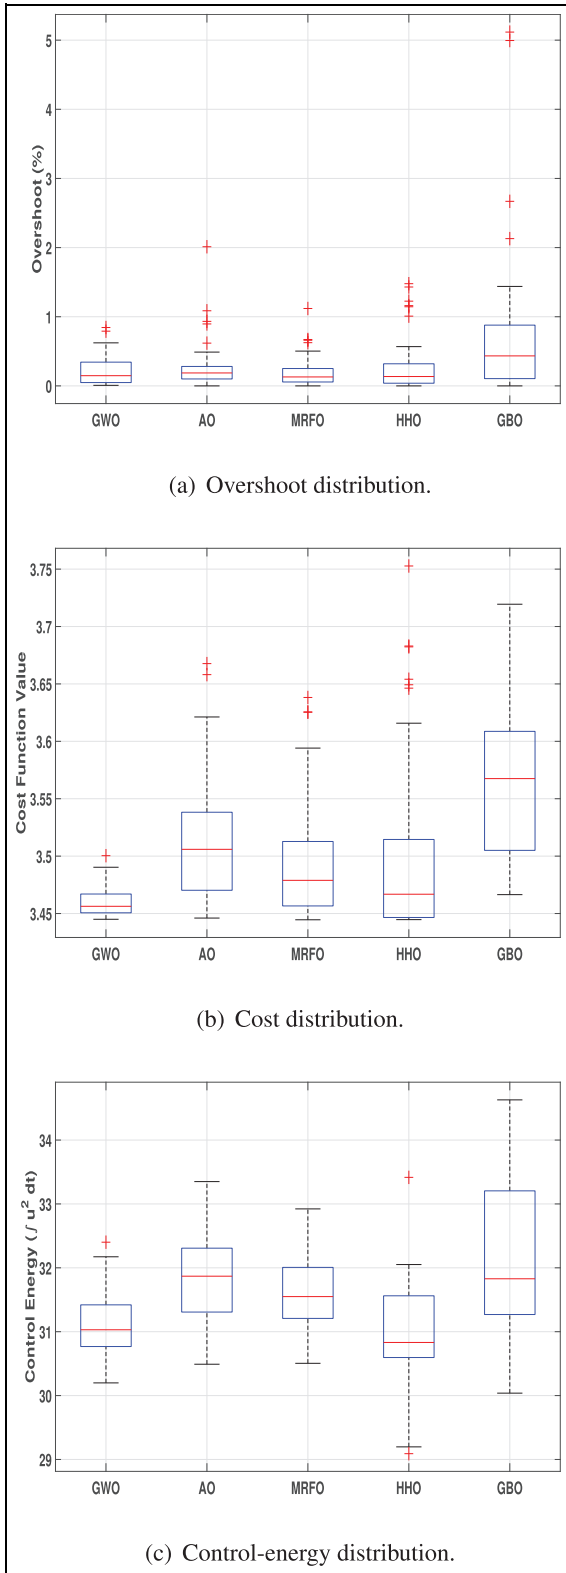 5
4
3
2
1
0
Overshoot (%)
GWO AO MRFO HHO GBO
(a) Overshoot distribution.
3.75
3.7
3.65
3.6
3.55
3.5
3.45
Cost Function Value
GWO AO MRFO HHO GBO
(b) Cost distribution.
34
33
32
31
30
29
Control Energy (∫ u² dt)
GWO AO MRFO HHO GBO
(c) Control-energy distribution.